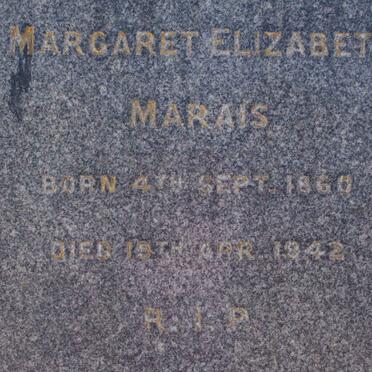 MARGARET ELIZABET
MARAIS
BORN 4TH SEPT. 1860
DIED 19TH APR. 1942
R.I.P